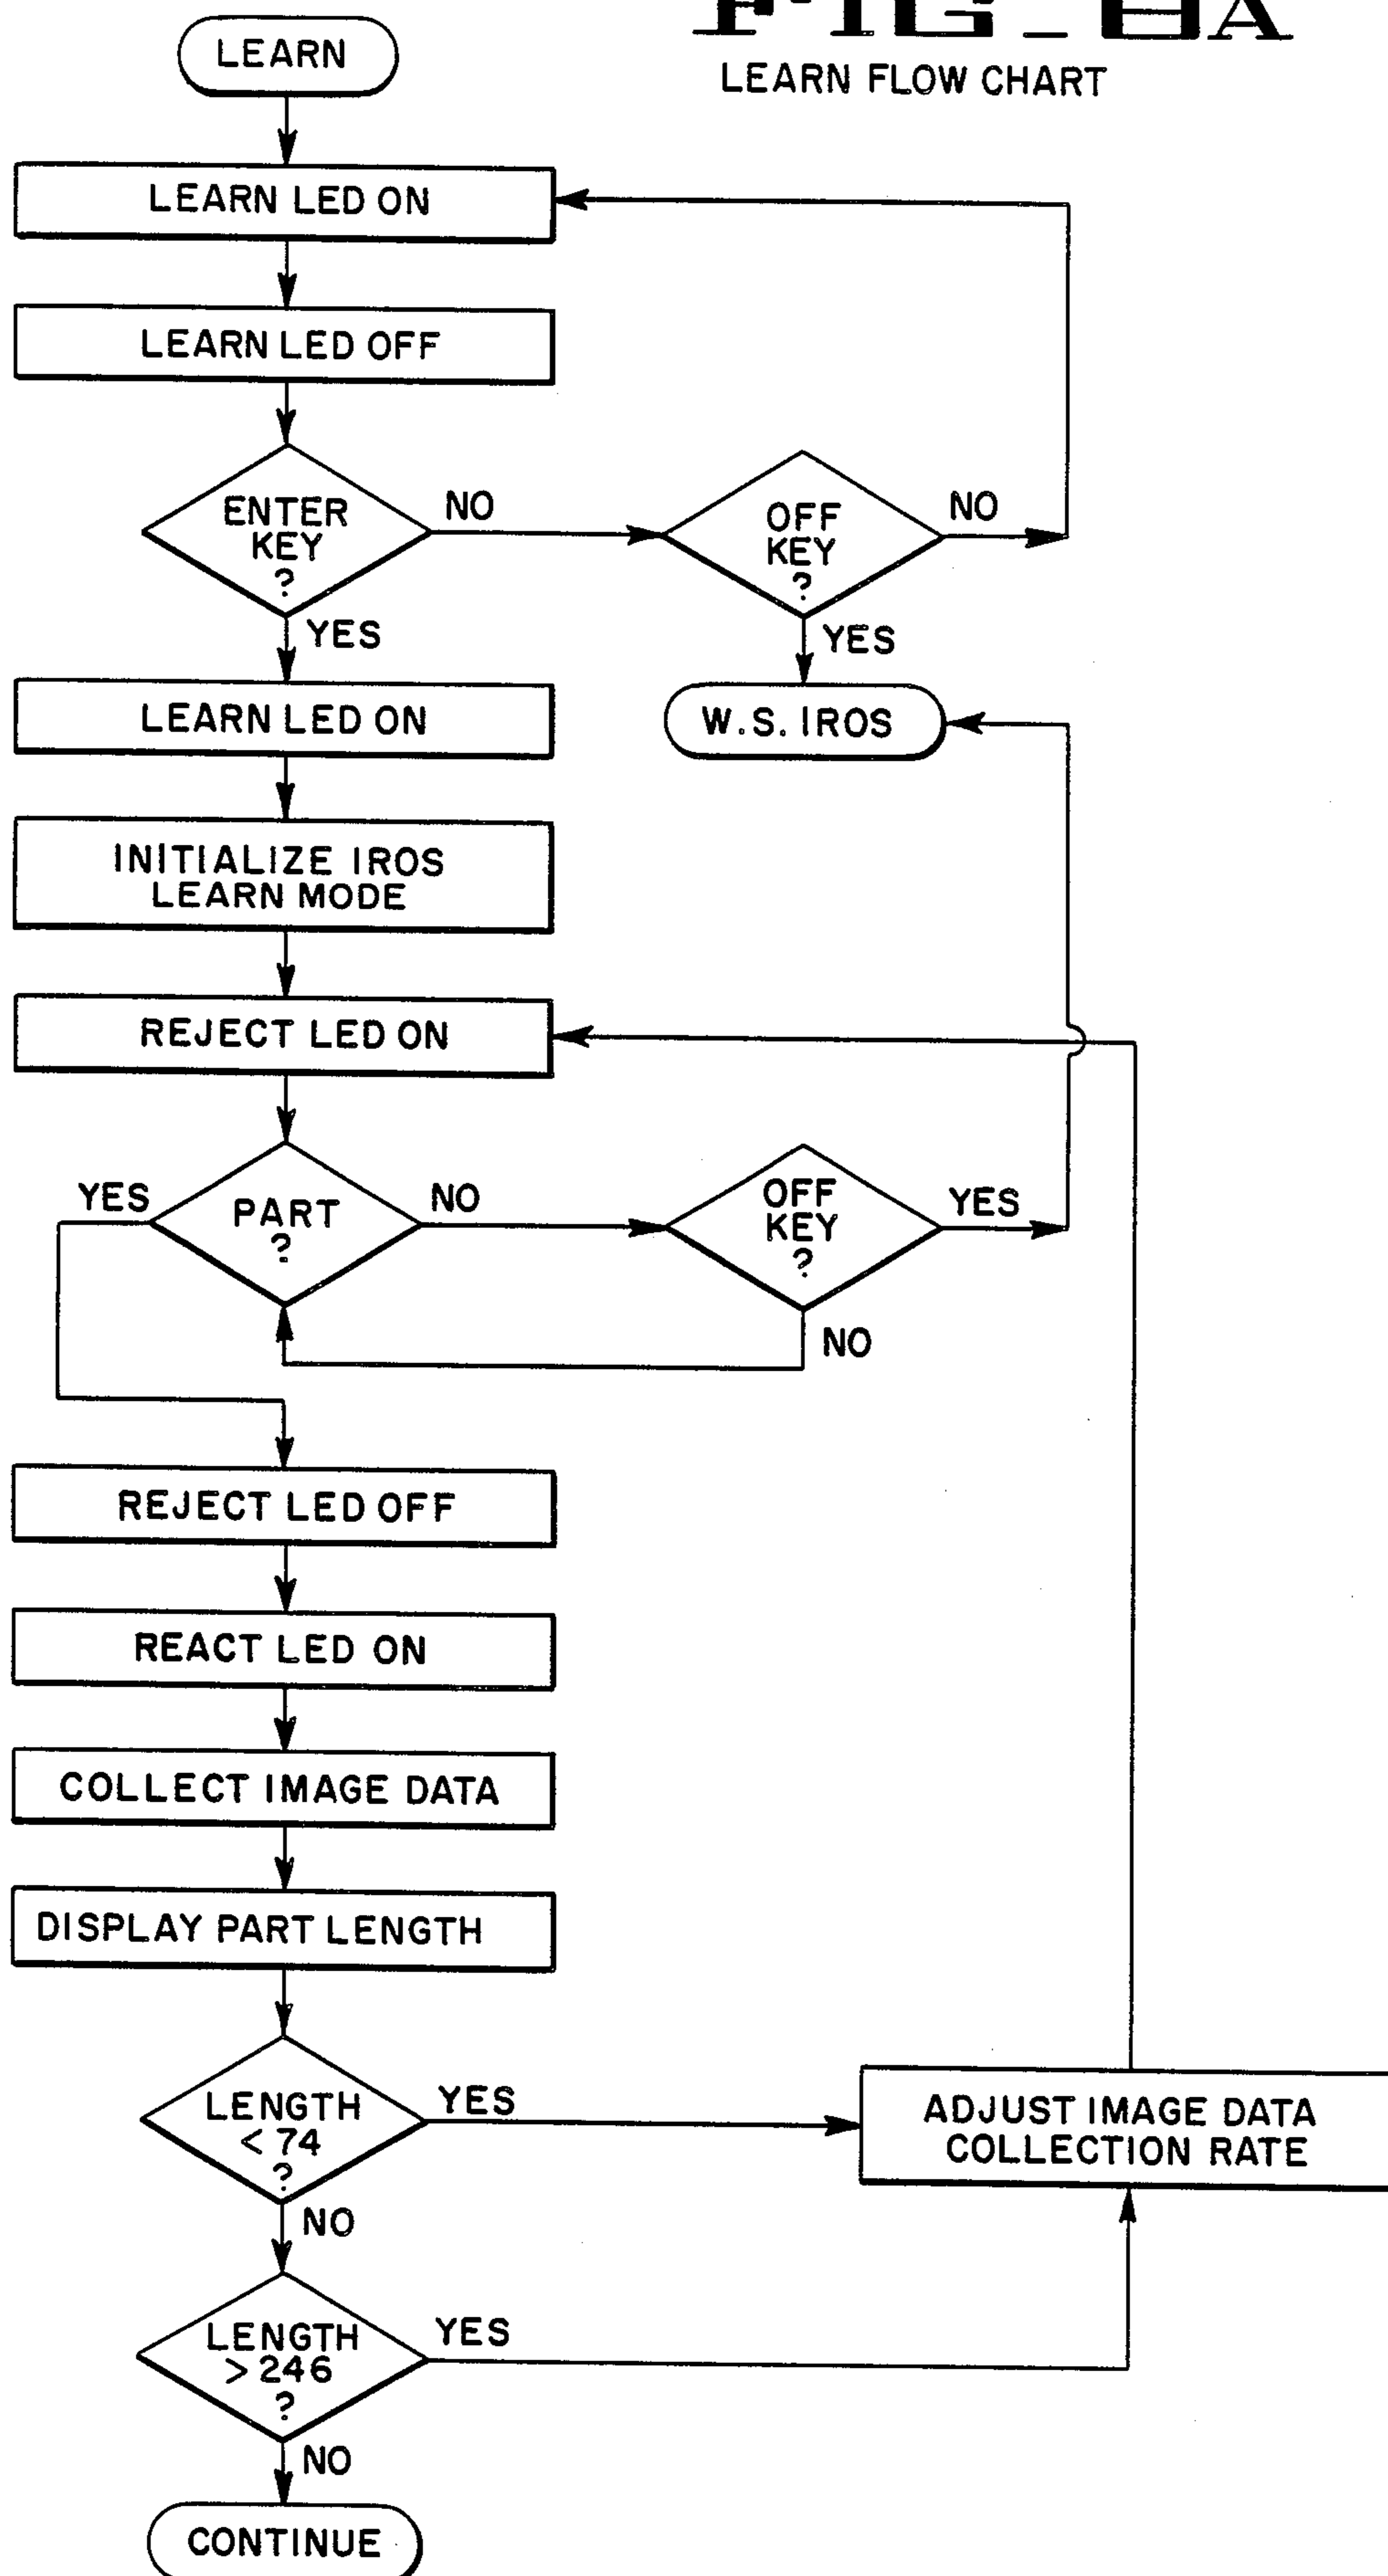 FIG_8A
LEARN FLOW CHART
LEARN
LEARN LED ON
LEARN LED OFF
ENTER
KEY
?
NO
OFF
KEY
?
NO
YES
YES
LEARN LED ON
W.S. IROS
INITIALIZE IROS
LEARN MODE
REJECT LED ON
YES
PART
?
NO
OFF
KEY
?
YES
NO
REJECT LED OFF
REACT LED ON
COLLECT IMAGE DATA
DISPLAY PART LENGTH
LENGTH
< 74
?
YES
ADJUST IMAGE DATA
COLLECTION RATE
NO
LENGTH
> 246
?
YES
NO
CONTINUE